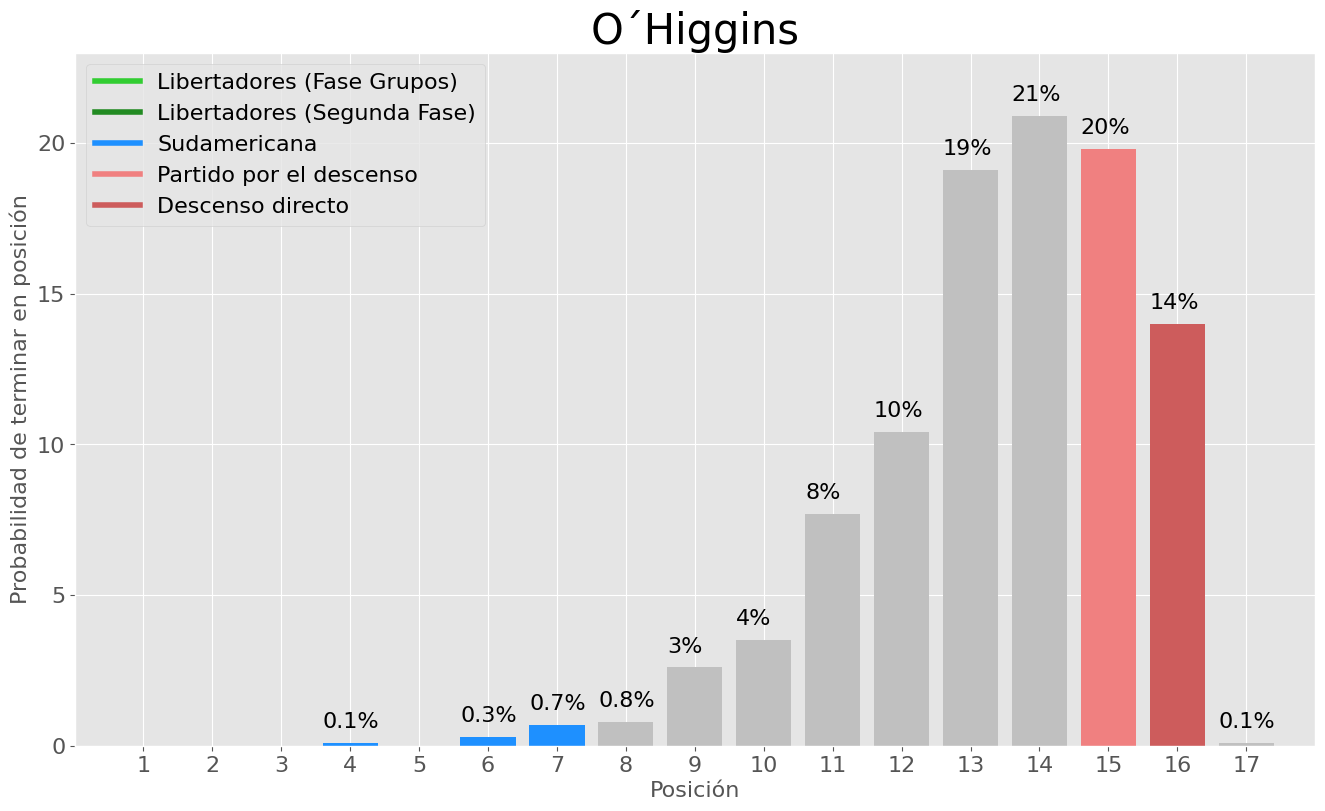 O´Higgins
Libertadores (Fase Grupos)
Libertadores (Segunda Fase)
Sudamericana
Partido por el descenso
Descenso directo
Probabilidad de terminar en posición
20
15
10
5
0
0.1%
0.3%
0.7%
0.8%
3%
4%
8%
10%
19%
21%
20%
14%
0.1%
1 2 3 4 5 6 7 8 9 10 11 12 13 14 15 16 17
Posición